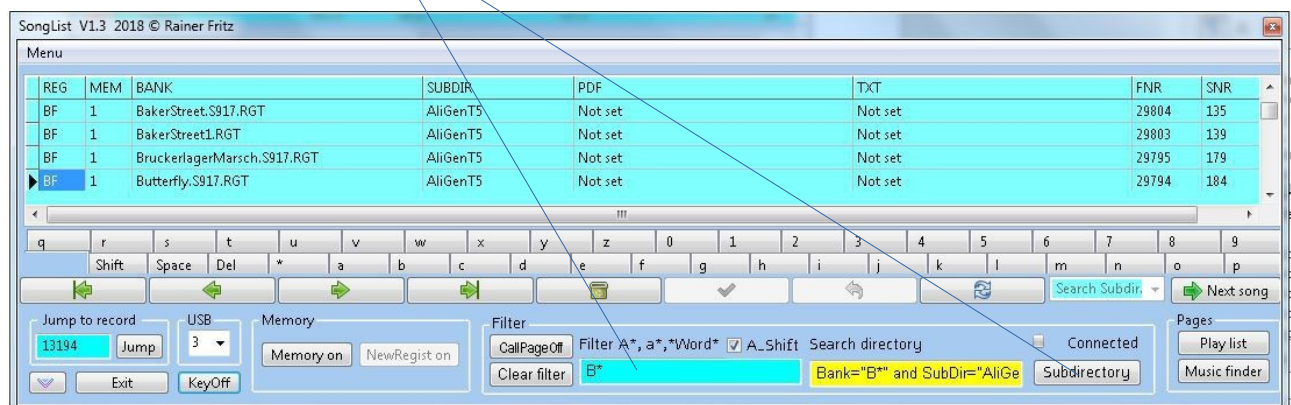 SongList V1.3 2018 © Rainer Fritz
Menu
REG MEM BANK SUBDIR PDF TXT FNR SNR
BF 1 BakerStreet.S917.RGT AliGenT5 Not set Not set 29804 135
BF 1 BakerStreet1.RGT AliGenT5 Not set Not set 29803 139
BF 1 BruckerlagerMarsch.S917.RGT AliGenT5 Not set Not set 29795 179
BF 1 Butterfly.S917.RGT AliGenT5 Not set Not set 29794 184
q r s t u v w x y z 0 1 2 3 4 5 6 7 8 9
Shift Space Del * a b c d e f g h i j k l m n o p
Search Subdir. Next song
Jump to record USB Memory Filter Pages
13194 Jump 3 Memory on NewRegist on CallPageOff Filter A*, a*,*Word* A_Shift Search directory Connected Play list
Exit KeyOff Clear filter B* Bank="B*" and SubDir="AliGe Subdirectory Music finder